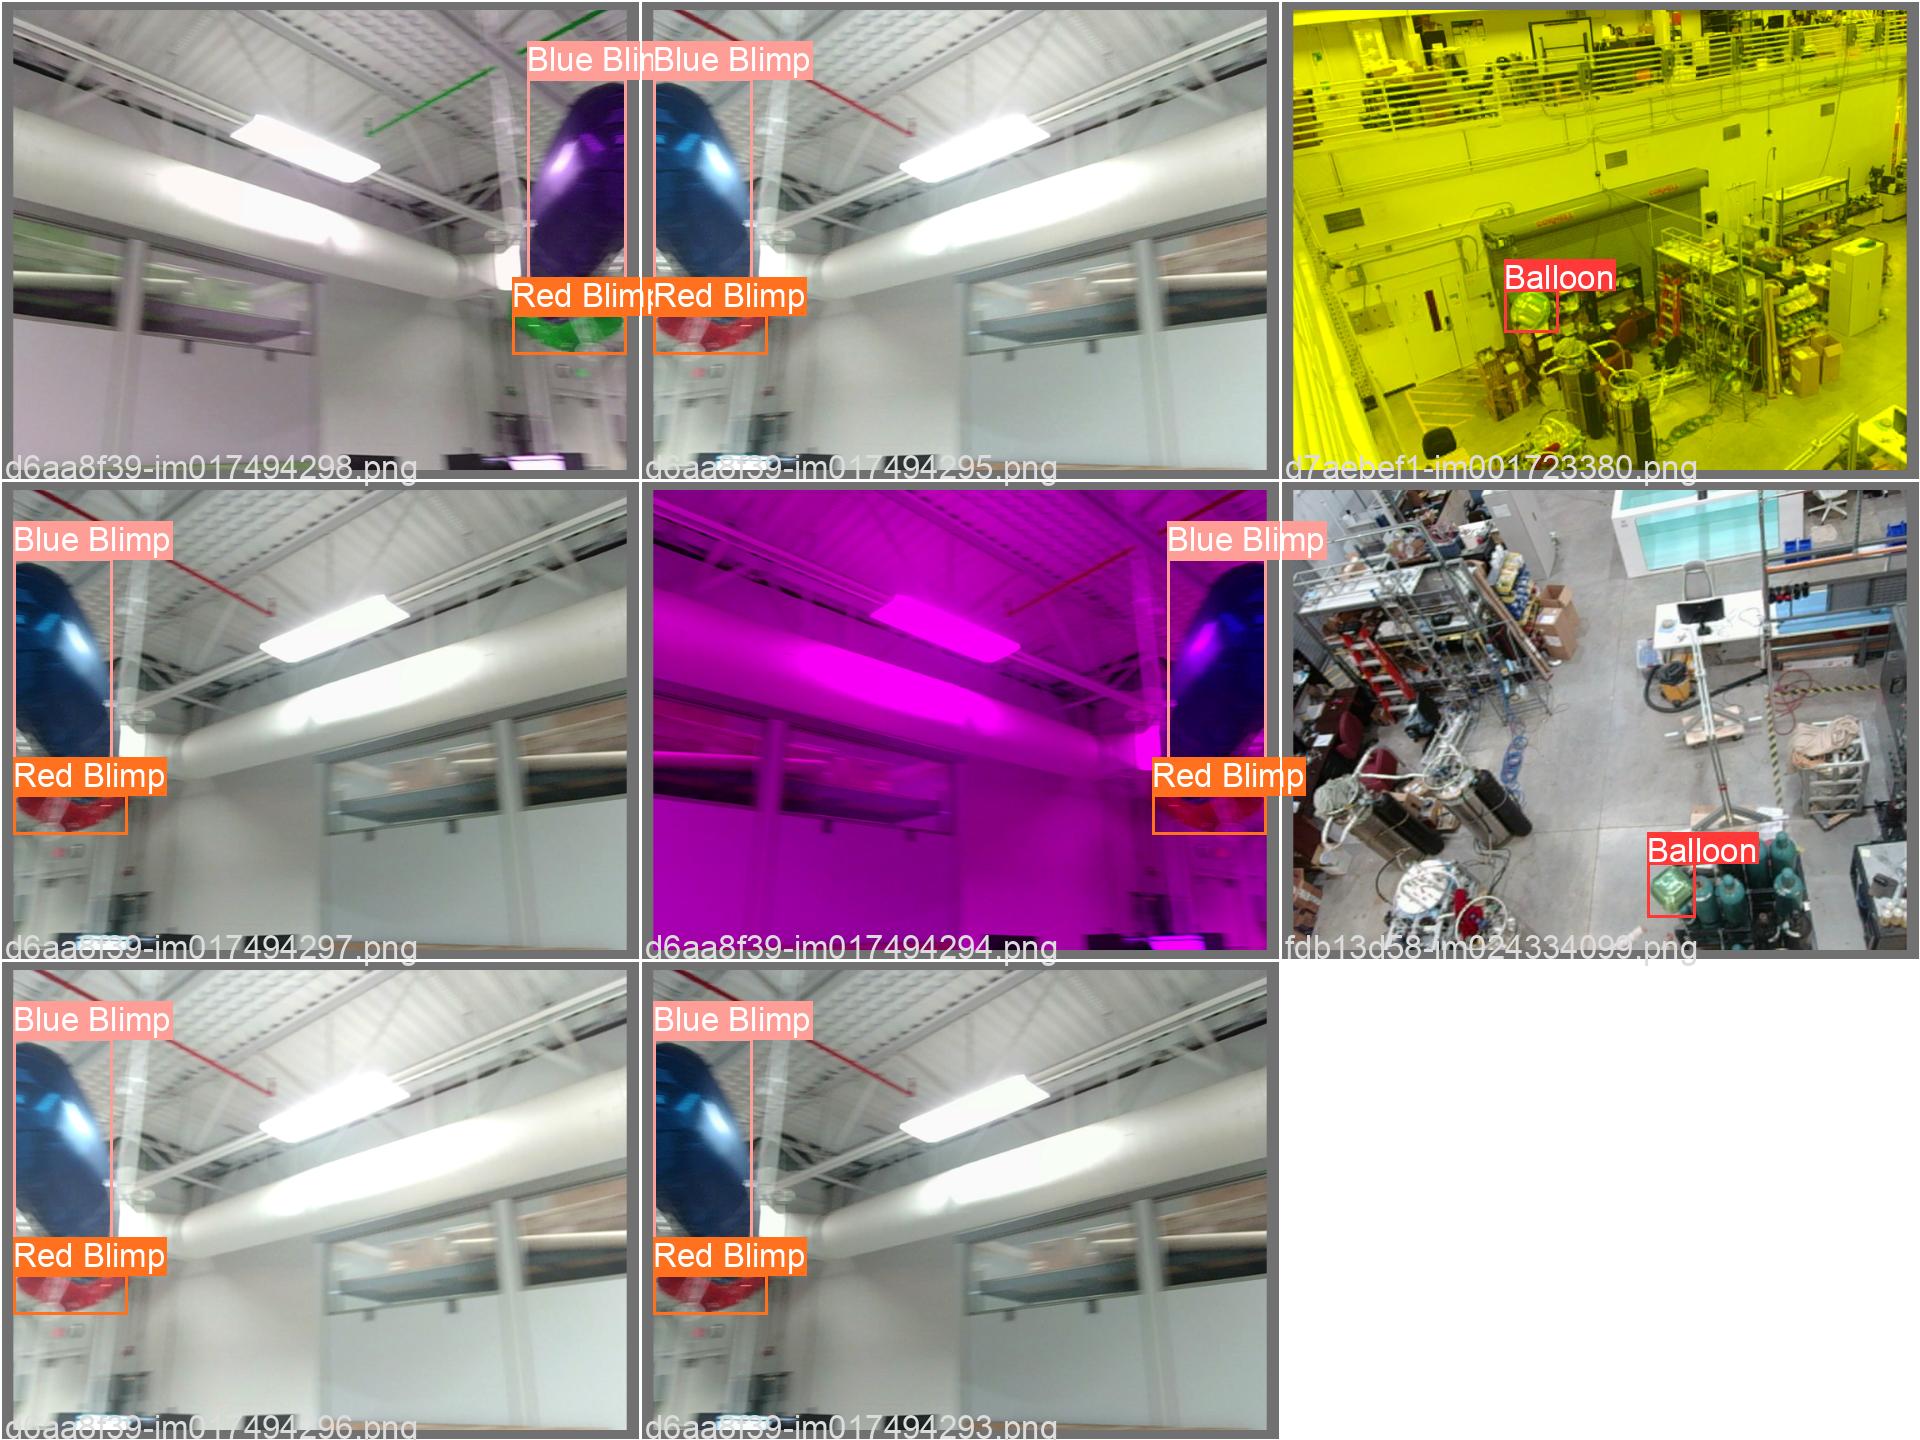 Blue Blim
Blue Blimp
Red Blimp
Red Blimp
d6aa8f39-im017494298.png
d6aa8f39-im017494295.png
Balloon
d7aebef1-im001723380.png
Blue Blimp
Red Blimp
d6aa8f39-im017494297.png
Blue Blimp
Red Blimp
d6aa8f39-im017494294.png
Balloon
fdb13d58-im024334099.png
Blue Blimp
Red Blimp
d6aa8f39-im017494296.png
Blue Blimp
Red Blimp
d6aa8f39-im017494293.png